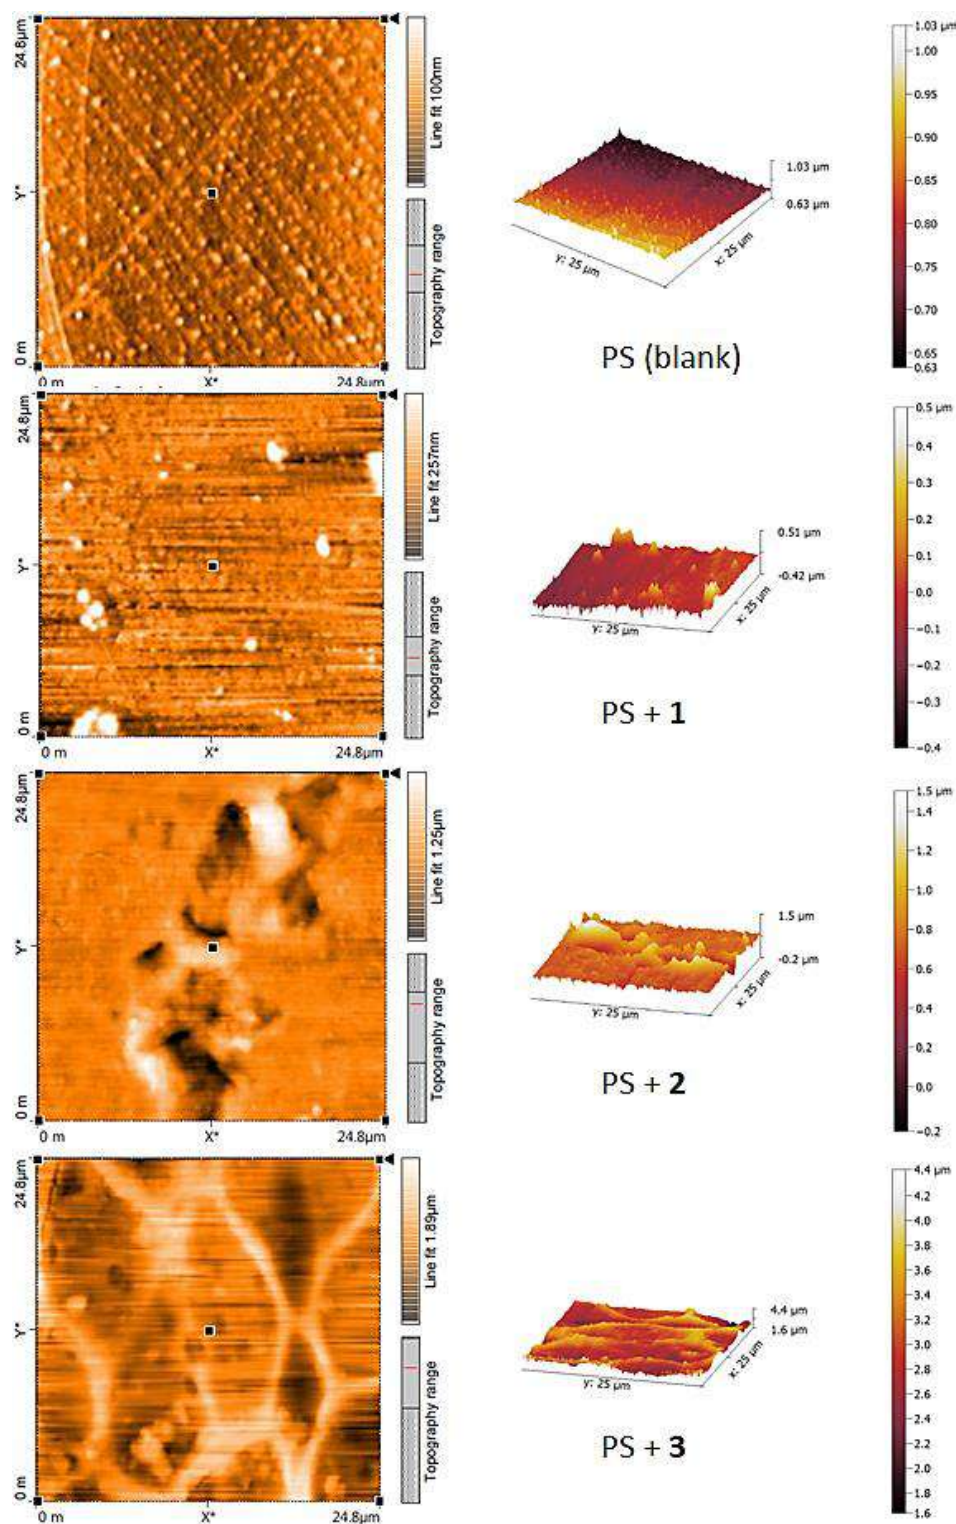 24.8µm
Y*
0 m
0 m
X*
24.8µm
Line fit 100nm
Topography range
1.03 µm
0.63 µm
x: 25 µm
y: 25 µm
PS (blank)
1.03 µm
1.00
0.95
0.90
0.85
0.80
0.75
0.70
0.65
0.63
24.8µm
Y*
0 m
0 m
X*
24.8µm
Line fit 257nm
Topography range
0.51 µm
-0.42 µm
x: 25 µm
y: 25 µm
PS + 1
0.5 µm
0.4
0.3
0.2
0.1
0.0
−0.1
−0.2
−0.3
−0.4
24.8µm
Y*
0 m
0 m
X*
24.8µm
Line fit 1.25µm
Topography range
1.5 µm
-0.2 µm
x: 25 µm
y: 25 µm
PS + 2
1.5 µm
1.4
1.2
1.0
0.8
0.6
0.4
0.2
0.0
−0.2
24.8µm
Y*
0 m
0 m
X*
24.8µm
Line fit 1.89µm
Topography range
4.4 µm
1.6 µm
x: 25 µm
y: 25 µm
PS + 3
4.4 µm
4.2
4.0
3.8
3.6
3.4
3.2
3.0
2.8
2.6
2.4
2.2
2.0
1.8
1.6